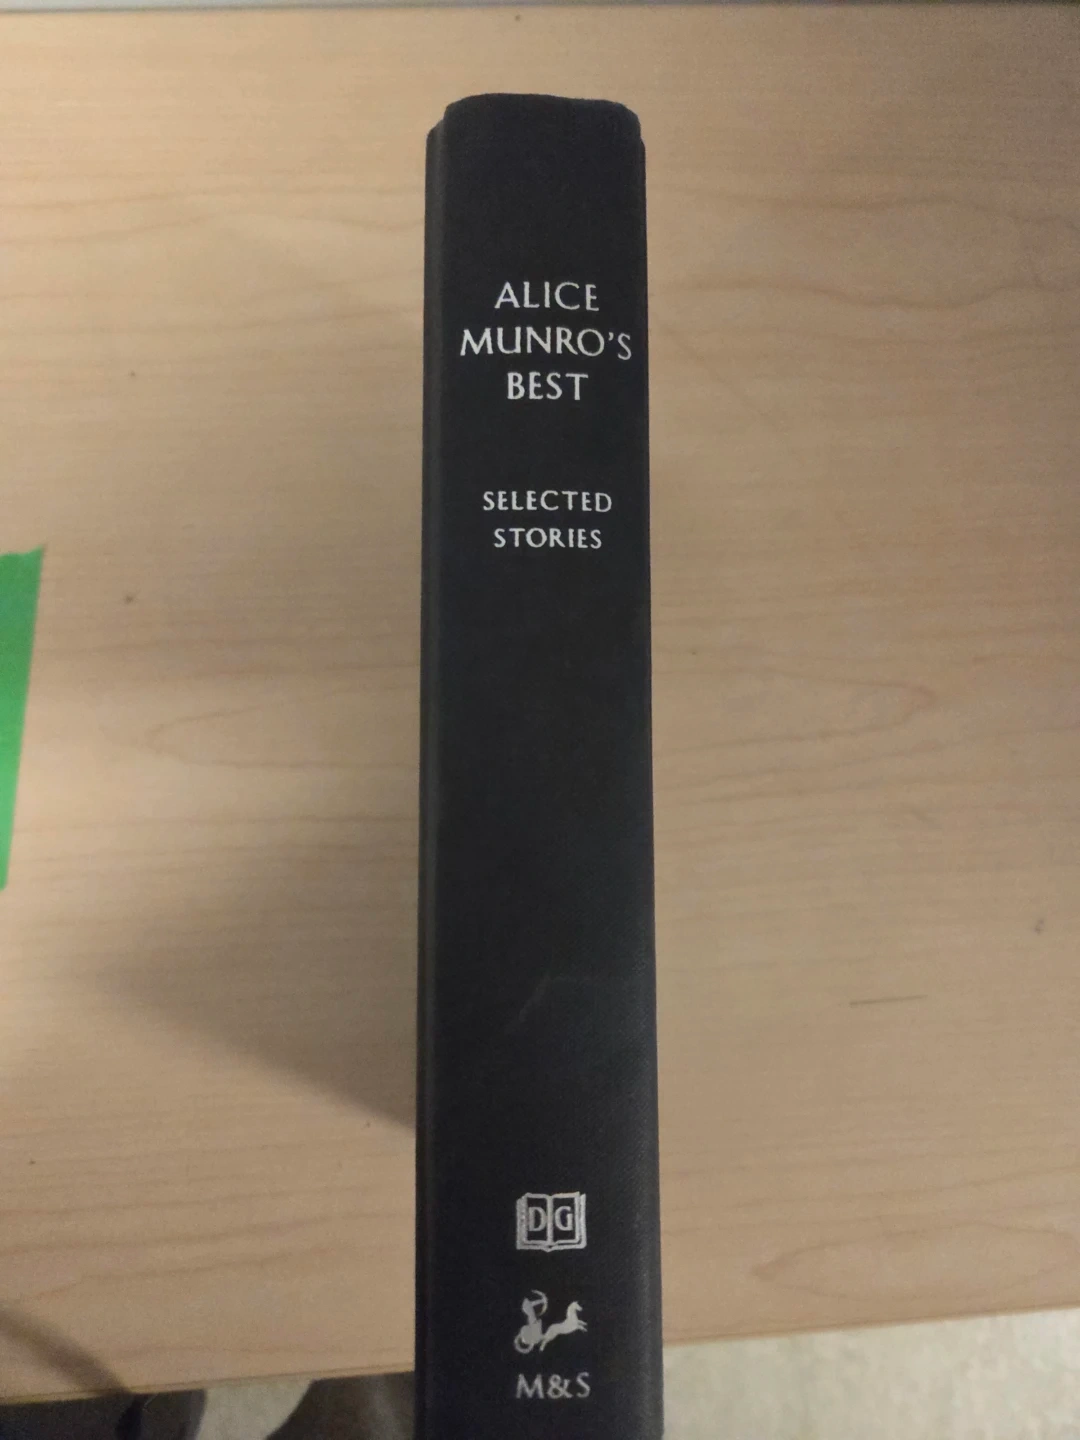 ALICE
MUNRO'S
BEST
SELECTED
STORIES
DG
M&S